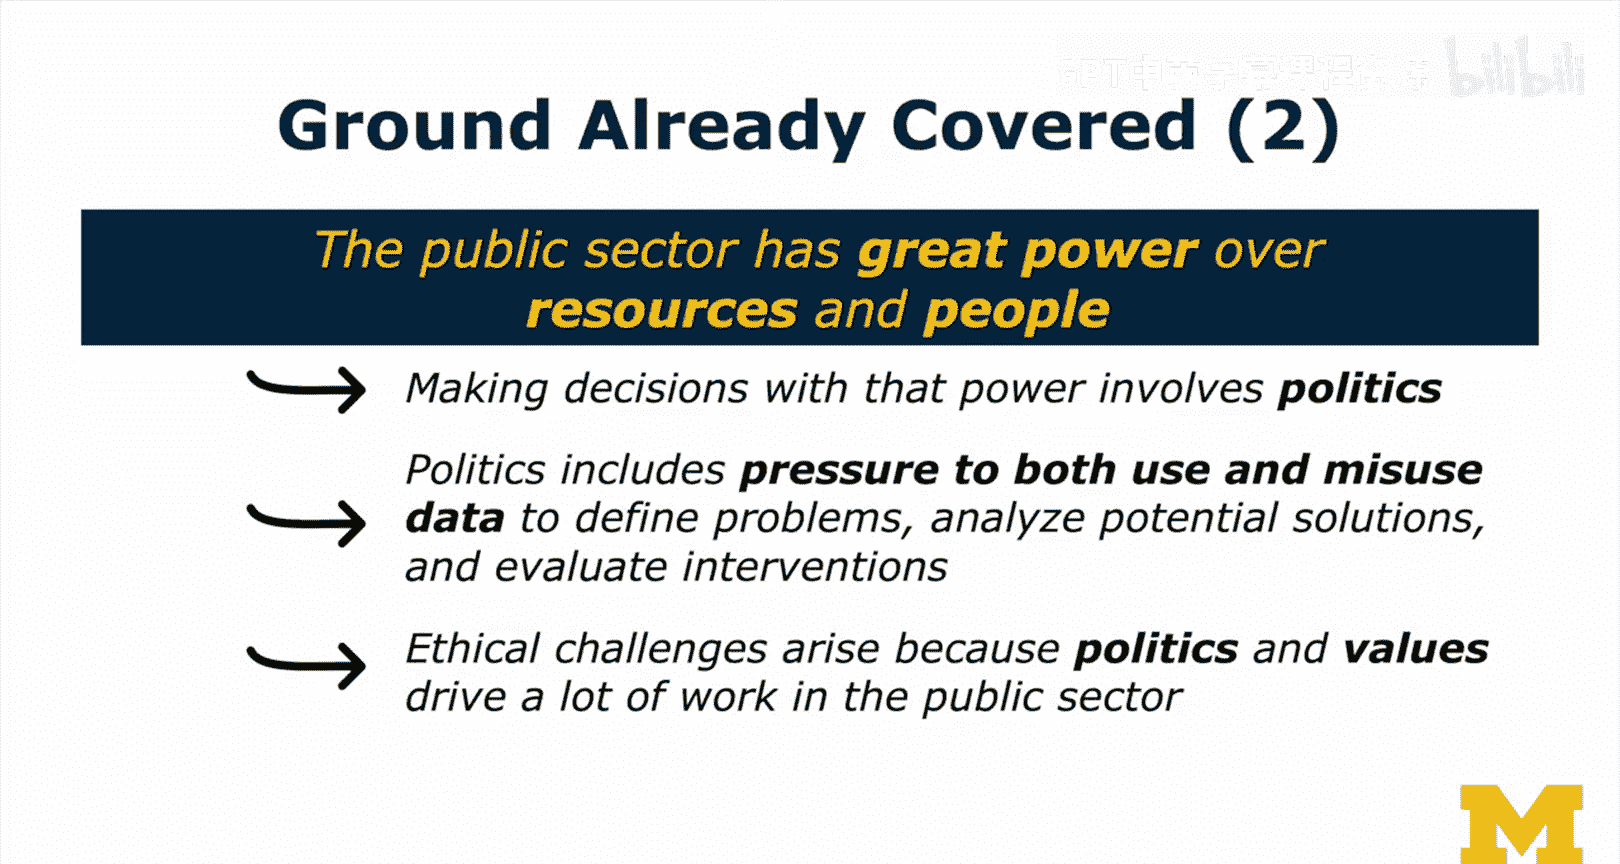 Ground Already Covered (2)
The public sector has great power over
resources and people
Making decisions with that power involves politics
Politics includes pressure to both use and misuse
data to define problems, analyze potential solutions,
and evaluate interventions
Ethical challenges arise because politics and values
drive a lot of work in the public sector
bilibili
M